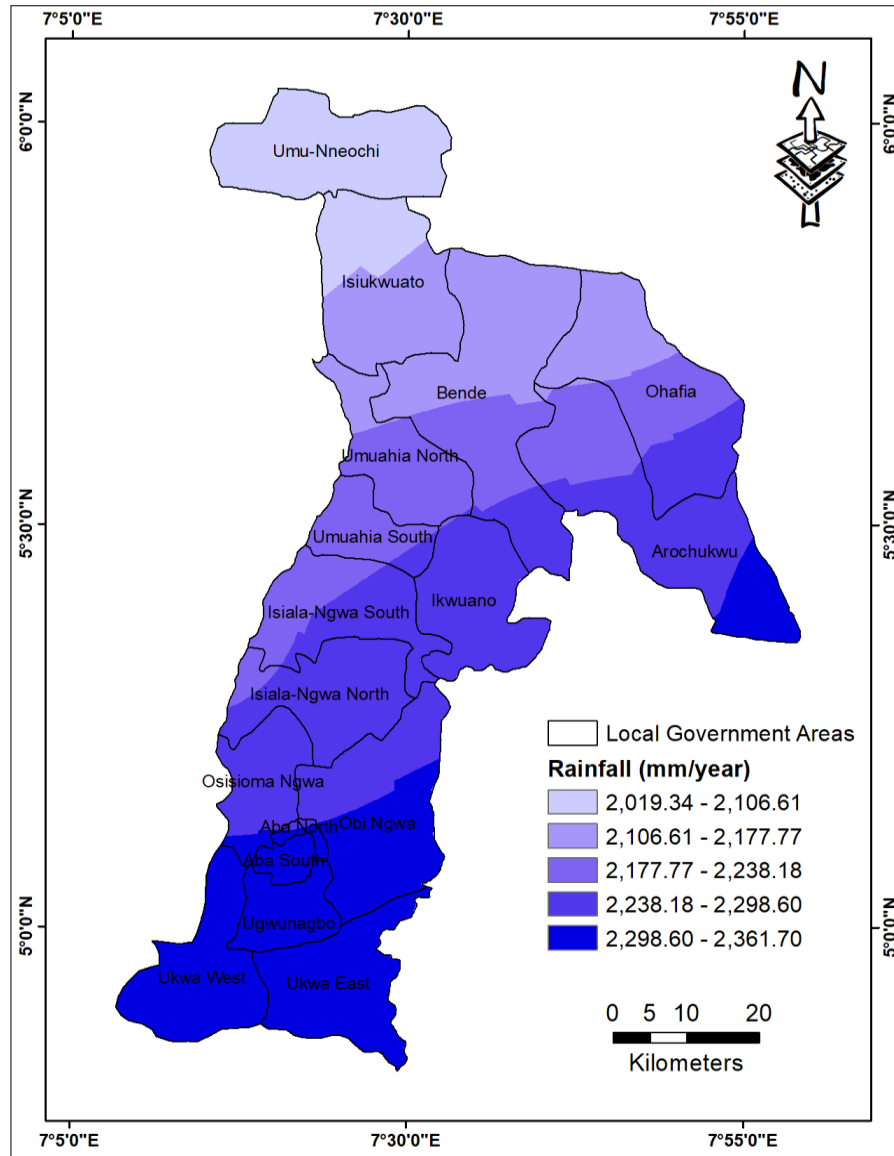 7°5'0"E
7°30'0"E
7°55'0"E
6°0'0"N
6°0'0"N
N
Umu-Nneochi
Isiukwuato
Bende
Ohafia
Umuahia North
5°30'0"N
5°30'0"N
Umuahia South
Arochukwu
Ikwuano
Isiala-Ngwa South
Isiala-Ngwa North
Osisioma Ngwa
Aba North
Obi Ngwa
Aba South
Ugwunagbo
5°0'0"N
5°0'0"N
Ukwa West
Ukwa East
Local Government Areas
Rainfall (mm/year)
2,019.34 - 2,106.61
2,106.61 - 2,177.77
2,177.77 - 2,238.18
2,238.18 - 2,298.60
2,298.60 - 2,361.70
0 5 10 20
Kilometers
7°5'0"E
7°30'0"E
7°55'0"E